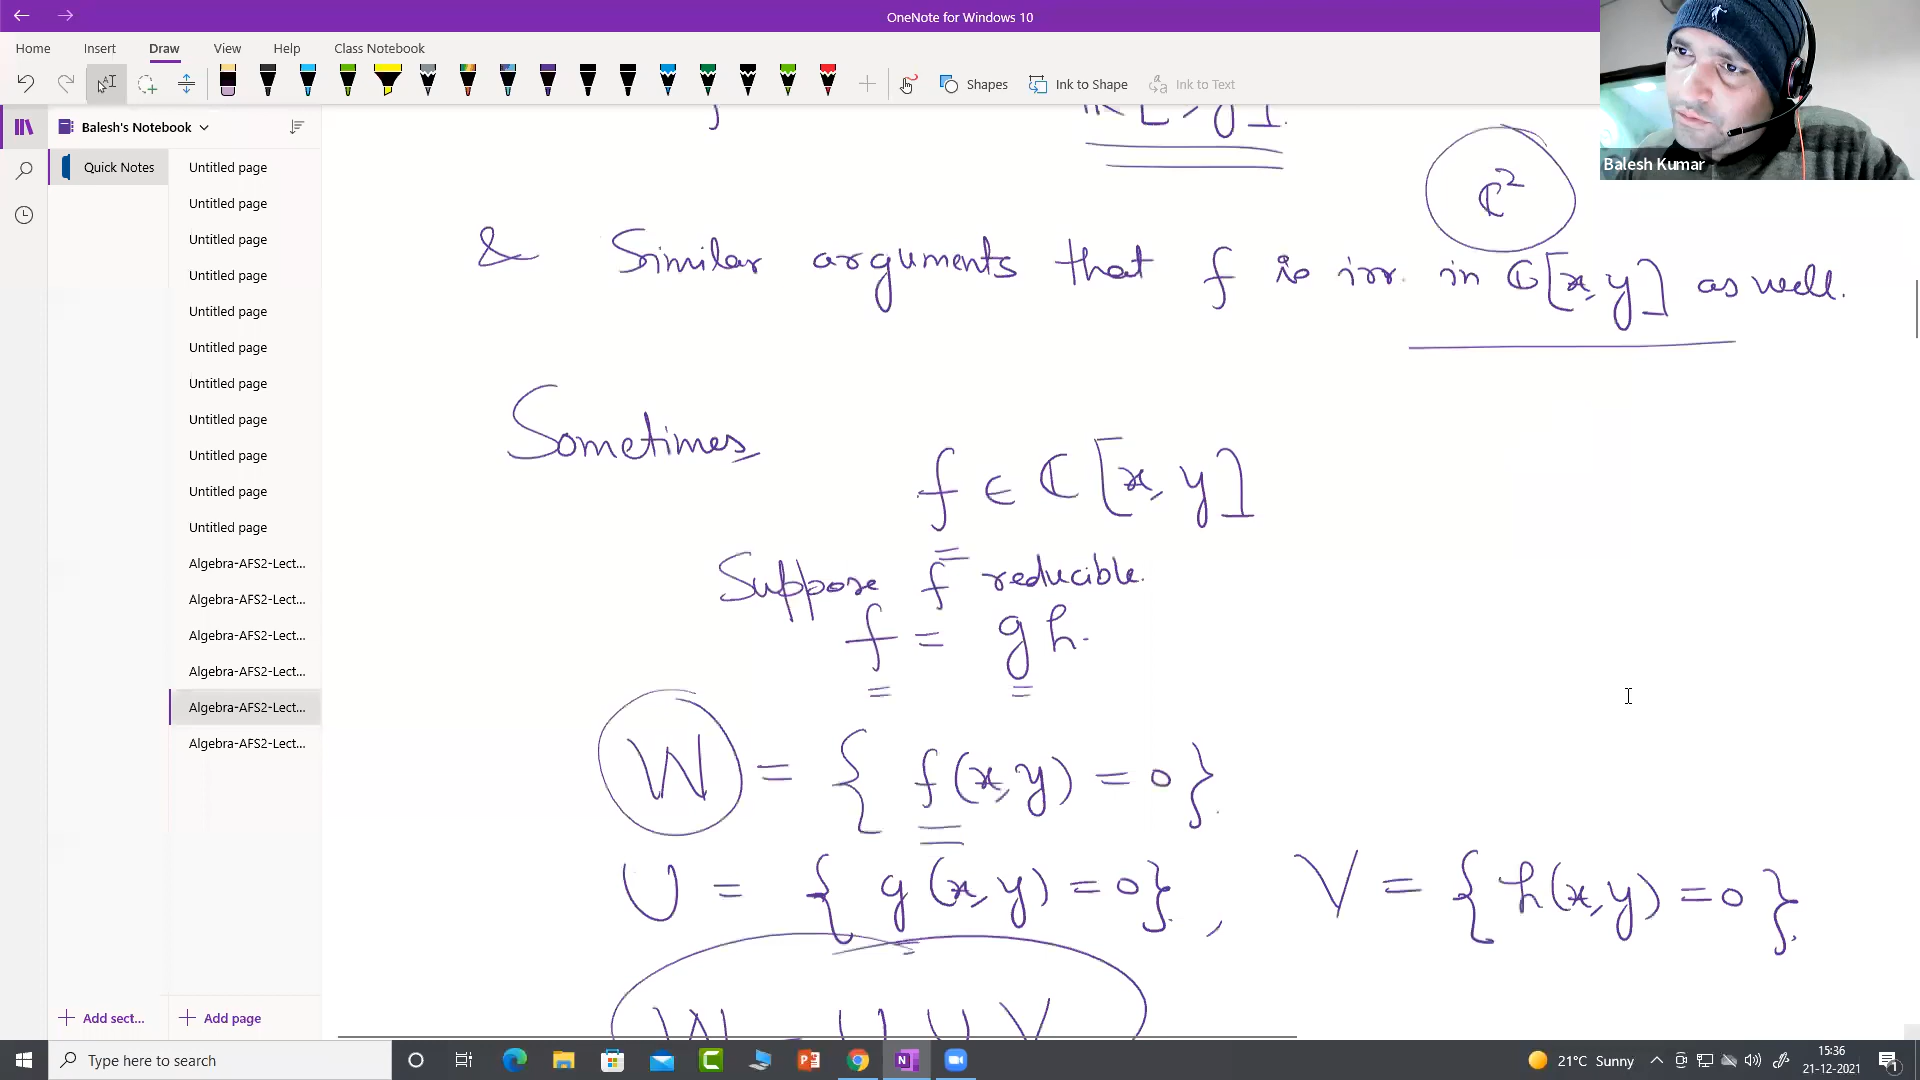 OneNote for Windows 10
Home Insert Draw View Help Class Notebook
Shapes Ink to Shape Ink to Text
Balesh Kumar
Balesh's Notebook
Quick Notes
Untitled page
Untitled page
Untitled page
Untitled page
Untitled page
Untitled page
Untitled page
Untitled page
Untitled page
Untitled page
Untitled page
Algebra-AFS2-Lect...
Algebra-AFS2-Lect...
Algebra-AFS2-Lect...
Algebra-AFS2-Lect...
Algebra-AFS2-Lect...
Algebra-AFS2-Lect...
Add sect...
Add page
ℂ²
& Similar arguments that f is irr. in ℂ[x, y] as well.
Sometimes
f ∈ ℂ[x, y]
Suppose f reducible.
f = g h.
W = { f(x,y) = 0 }.
U = { g(x,y) = 0 }. , V = { h(x,y) = 0 }.
W = U ∪ V
Type here to search
21°C Sunny
15:36
21-12-2021
1